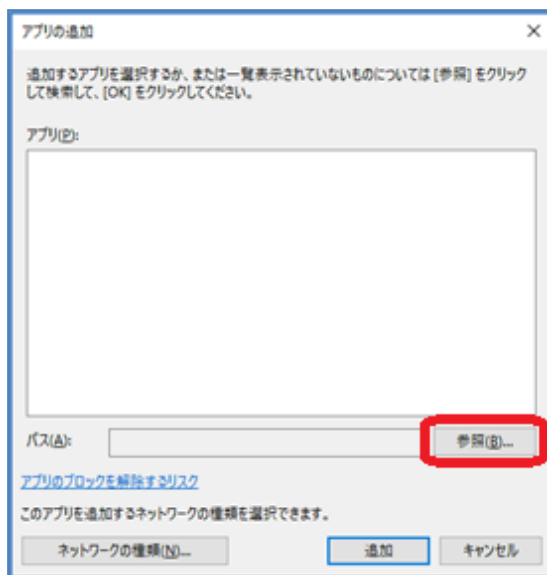 アプリの追加
追加するアプリを選択するか、または一覧表示されていないものについては [参照] をクリック
して検索して、[OK] をクリックしてください。
アプリ(P):
パス(A):
参照(B)...
アプリのブロックを解除するリスク
このアプリを追加するネットワークの種類を選択できます。
ネットワークの種類(N)...
追加
キャンセル